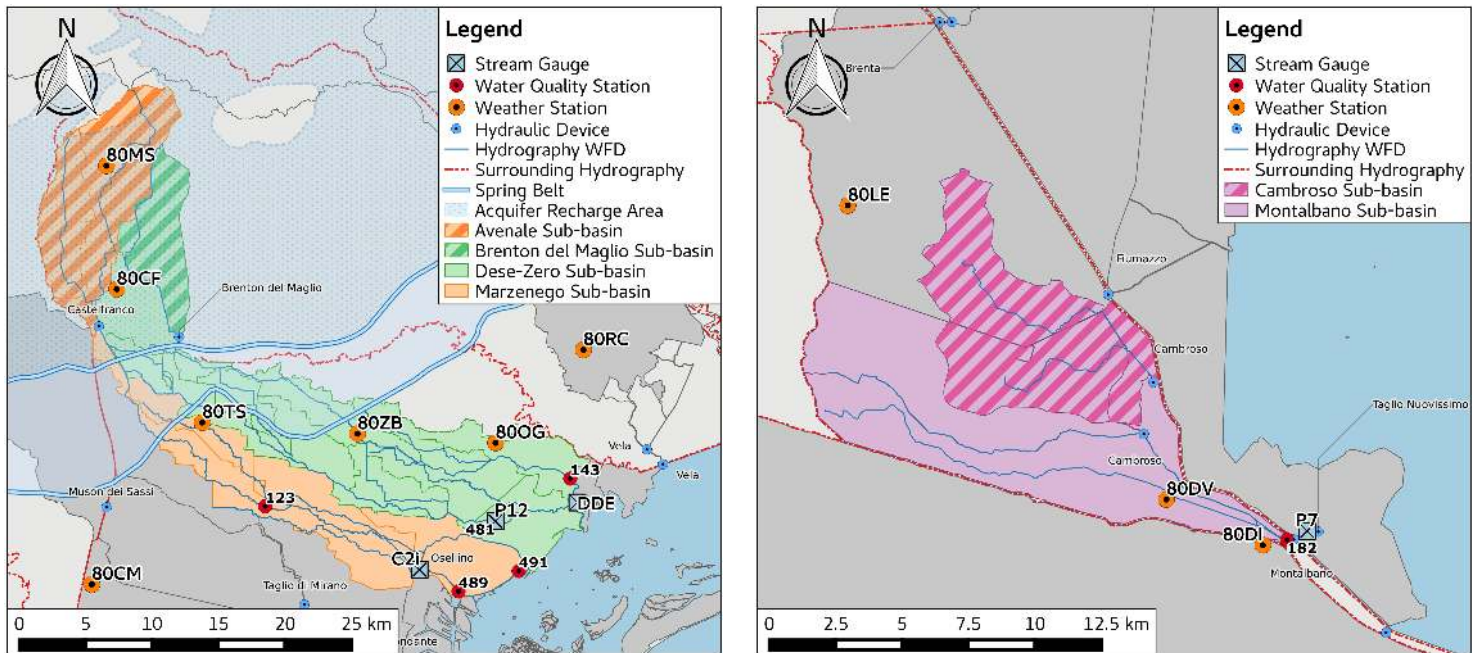 N
Legend
Stream Gauge
Water Quality Station
Weather Station
Hydraulic Device
Hydrography WFD
Surrounding Hydrography
Spring Belt
Acquifer Recharge Area
Avenale Sub-basin
Brenton del Maglio Sub-basin
Dese-Zero Sub-basin
Marzenego Sub-basin
80MS
80CF
Brenton del Maglio
Castelfranco
80RC
80TS
80ZB
80OG
Vela
Vela
143
Muson dei Sassi
123
DDE
P12
481
C2i
Osellino
491
489
80CM
Taglio di Mirano
0 5 10 15 20 25 km
N
Legend
Stream Gauge
Water Quality Station
Weather Station
Hydraulic Device
Hydrography WFD
Surrounding Hydrography
Cambroso Sub-basin
Montalbano Sub-basin
Brenta
80LE
Fiumazzo
Cambroso
Taglio Nuovissimo
Cambroso
80DV
P7
80DI
182
Montalbano
0 2.5 5 7.5 10 12.5 km